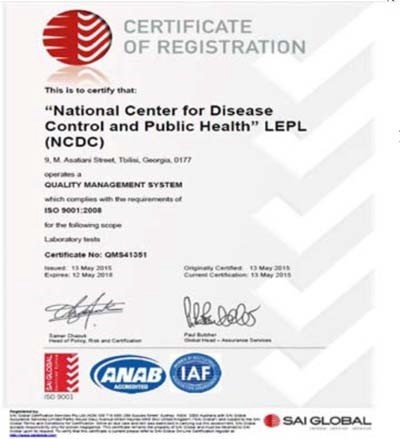 CERTIFICATE
OF REGISTRATION
This is to certify that:
“National Center for Disease
Control and Public Health” LEPL
(NCDC)
9, M. Asatiani Street, Tbilisi, Georgia, 0177
operates a
QUALITY MANAGEMENT SYSTEM
which complies with the requirements of
ISO 9001:2008
for the following scope
Laboratory tests
Certificate No: QMS41351
Issued: 13 May 2015 Originally Certified: 13 May 2015
Expires: 12 May 2018 Current Certification: 13 May 2015
Samer Chaouk Paul Butcher
Head of Policy, Risk and Certification Global Head – Assurance Services
SAI GLOBAL
ISO 9001
ANAB
ACCREDITED
IAF
SAI GLOBAL
Registered by: